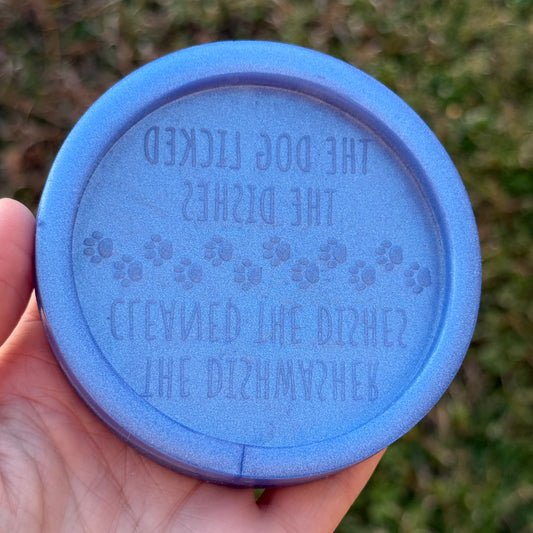 THE DOG LICKED
THE DISHES
THE DISHWASHER
CLEANED THE DISHES